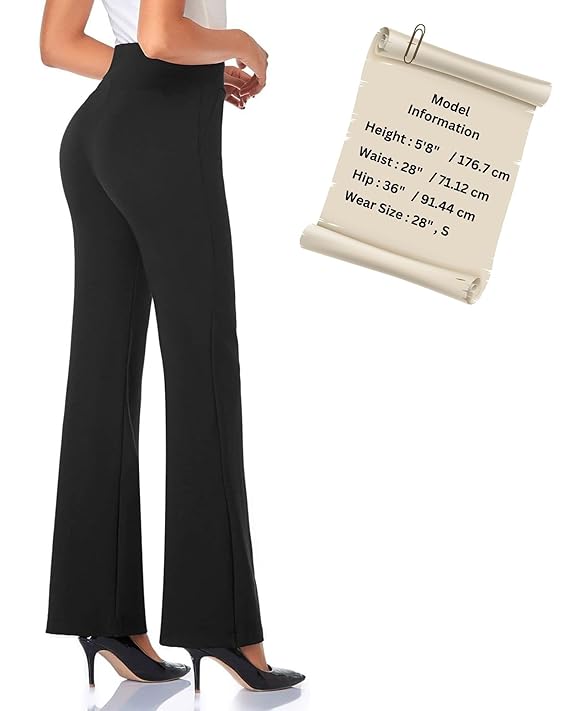 Model
Information
Height : 5'8" / 176.7 cm
Waist : 28" / 71.12 cm
Hip : 36" / 91.44 cm
Wear Size : 28", S